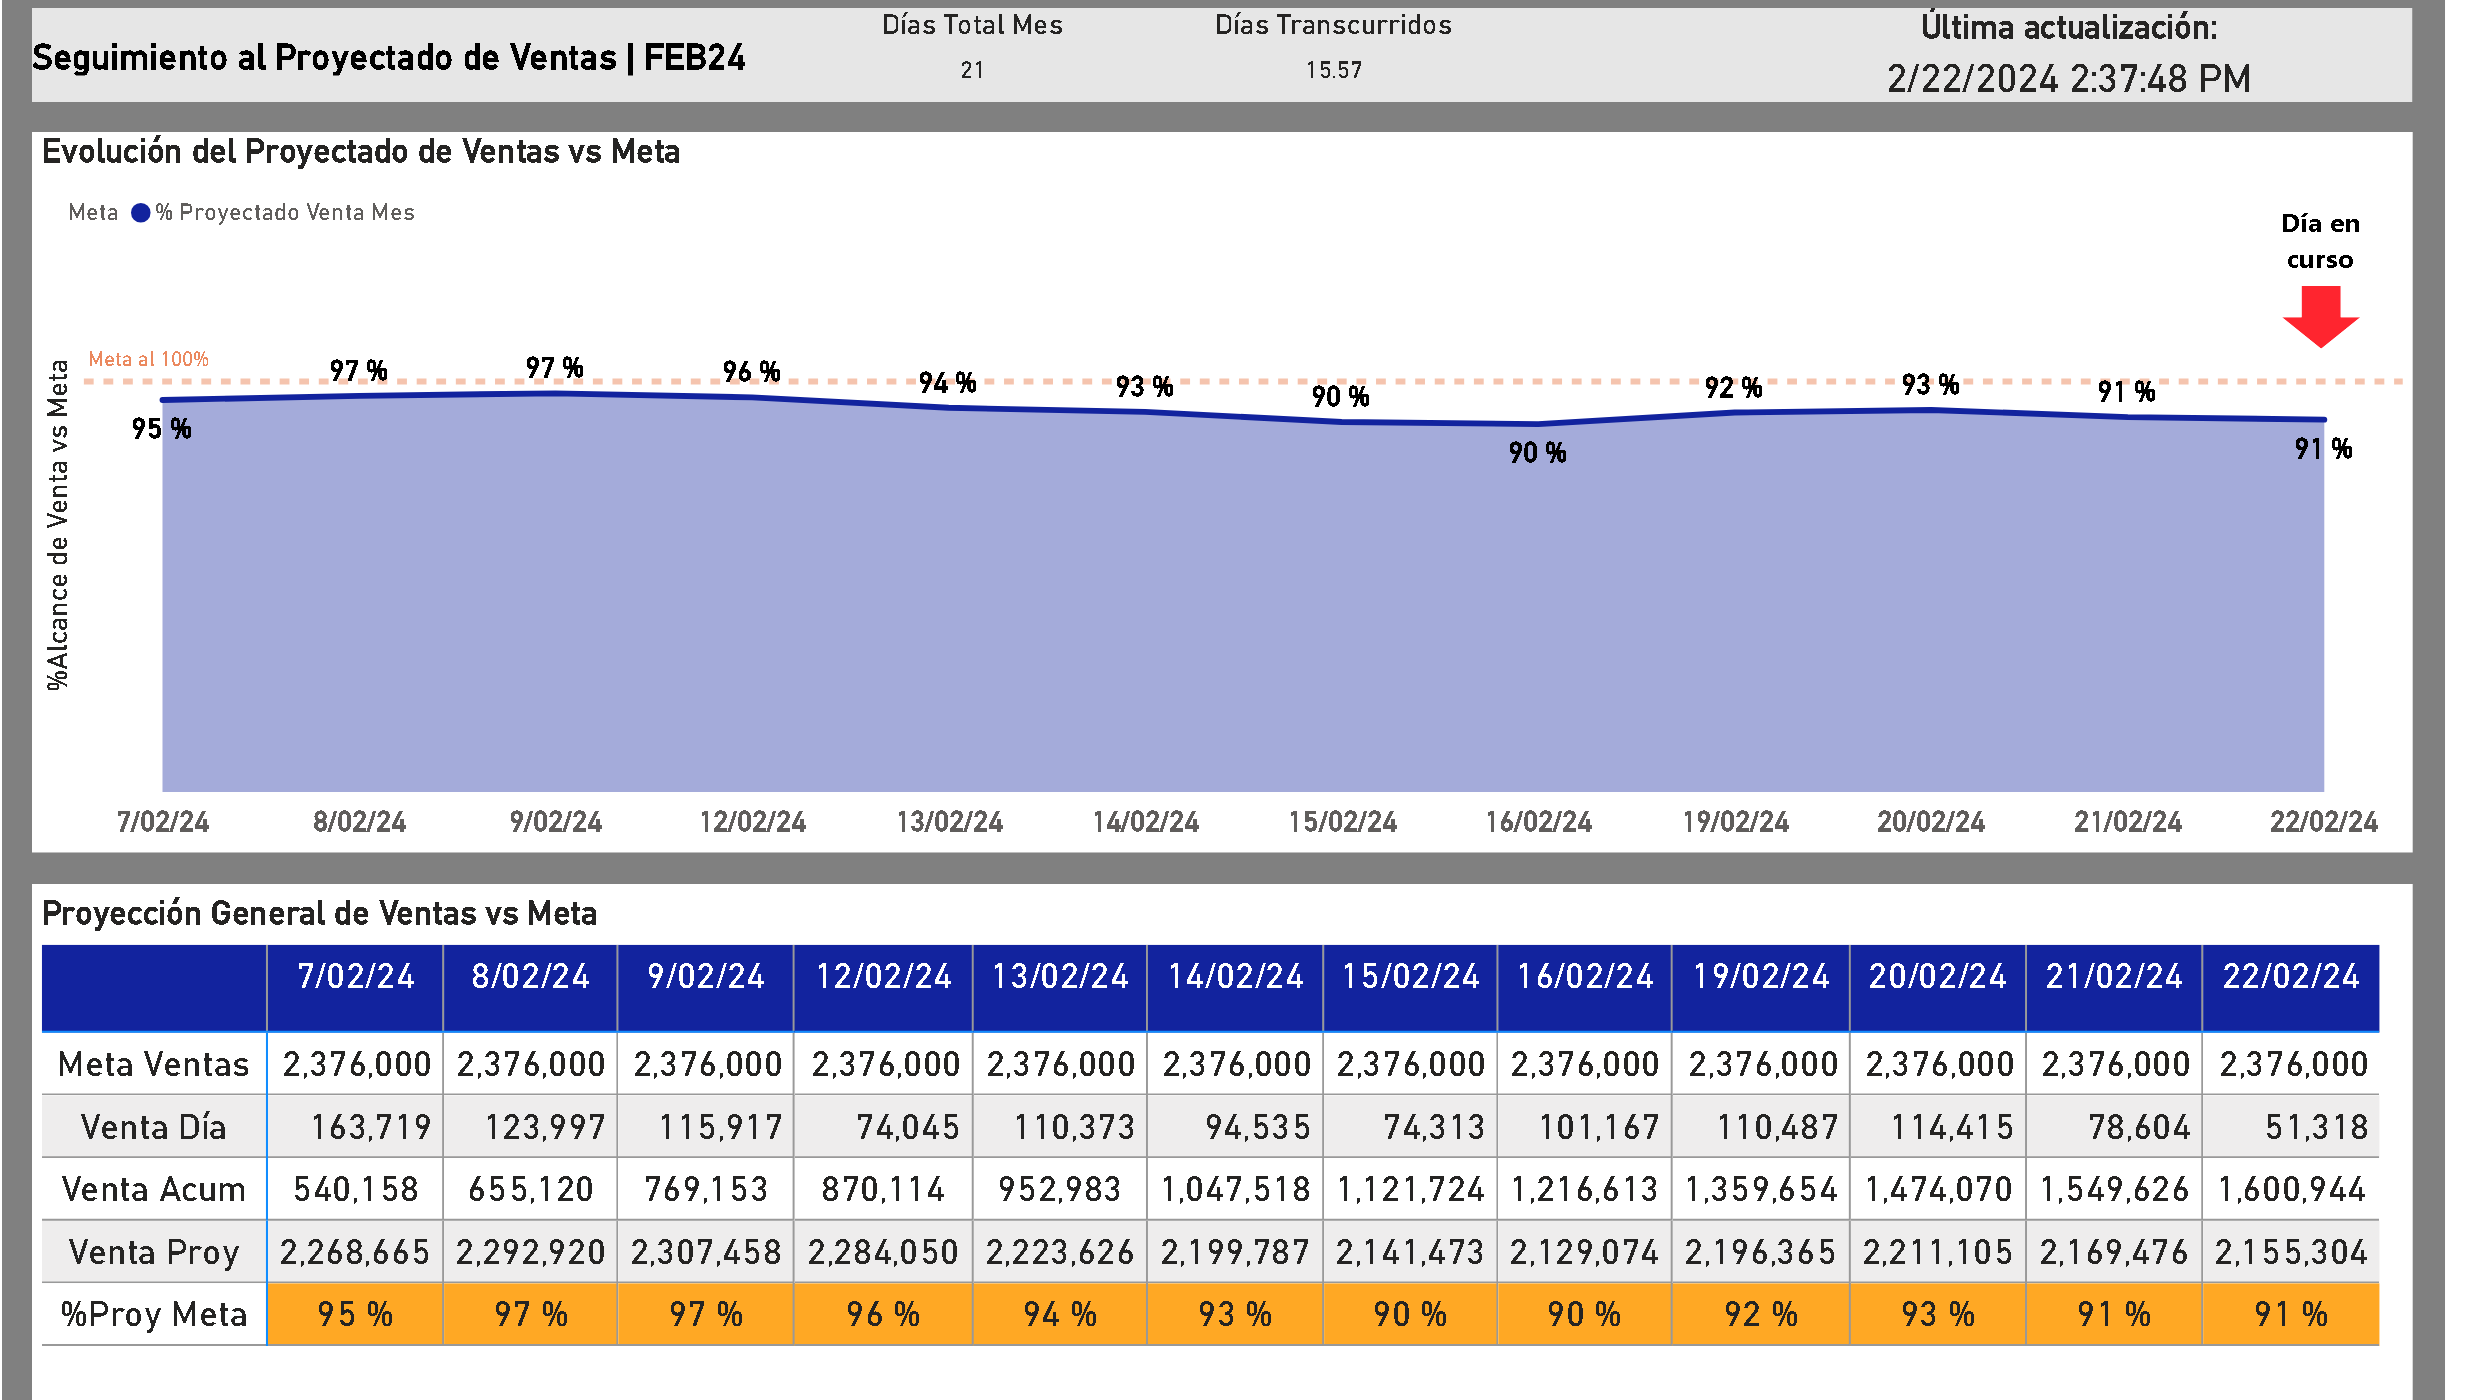 Seguimiento al Proyectado de Ventas | FEB24
Días Total Mes
21
Días Transcurridos
15.57
Última actualización:
2/22/2024 2:37:48 PM
Evolución del Proyectado de Ventas vs Meta
Meta % Proyectado Venta Mes
Día en
curso
%Alcance de Venta vs Meta
Meta al 100%
95 % 97 % 97 % 96 % 94 % 93 % 90 % 90 % 92 % 93 % 91 % 91 %
7/02/24 8/02/24 9/02/24 12/02/24 13/02/24 14/02/24 15/02/24 16/02/24 19/02/24 20/02/24 21/02/24 22/02/24
Proyección General de Ventas vs Meta
7/02/24 8/02/24 9/02/24 12/02/24 13/02/24 14/02/24 15/02/24 16/02/24 19/02/24 20/02/24 21/02/24 22/02/24
Meta Ventas 2,376,000 2,376,000 2,376,000 2,376,000 2,376,000 2,376,000 2,376,000 2,376,000 2,376,000 2,376,000 2,376,000 2,376,000
Venta Día 163,719 123,997 115,917 74,045 110,373 94,535 74,313 101,167 110,487 114,415 78,604 51,318
Venta Acum 540,158 655,120 769,153 870,114 952,983 1,047,518 1,121,724 1,216,613 1,359,654 1,474,070 1,549,626 1,600,944
Venta Proy 2,268,665 2,292,920 2,307,458 2,284,050 2,223,626 2,199,787 2,141,473 2,129,074 2,196,365 2,211,105 2,169,476 2,155,304
%Proy Meta 95 % 97 % 97 % 96 % 94 % 93 % 90 % 90 % 92 % 93 % 91 % 91 %